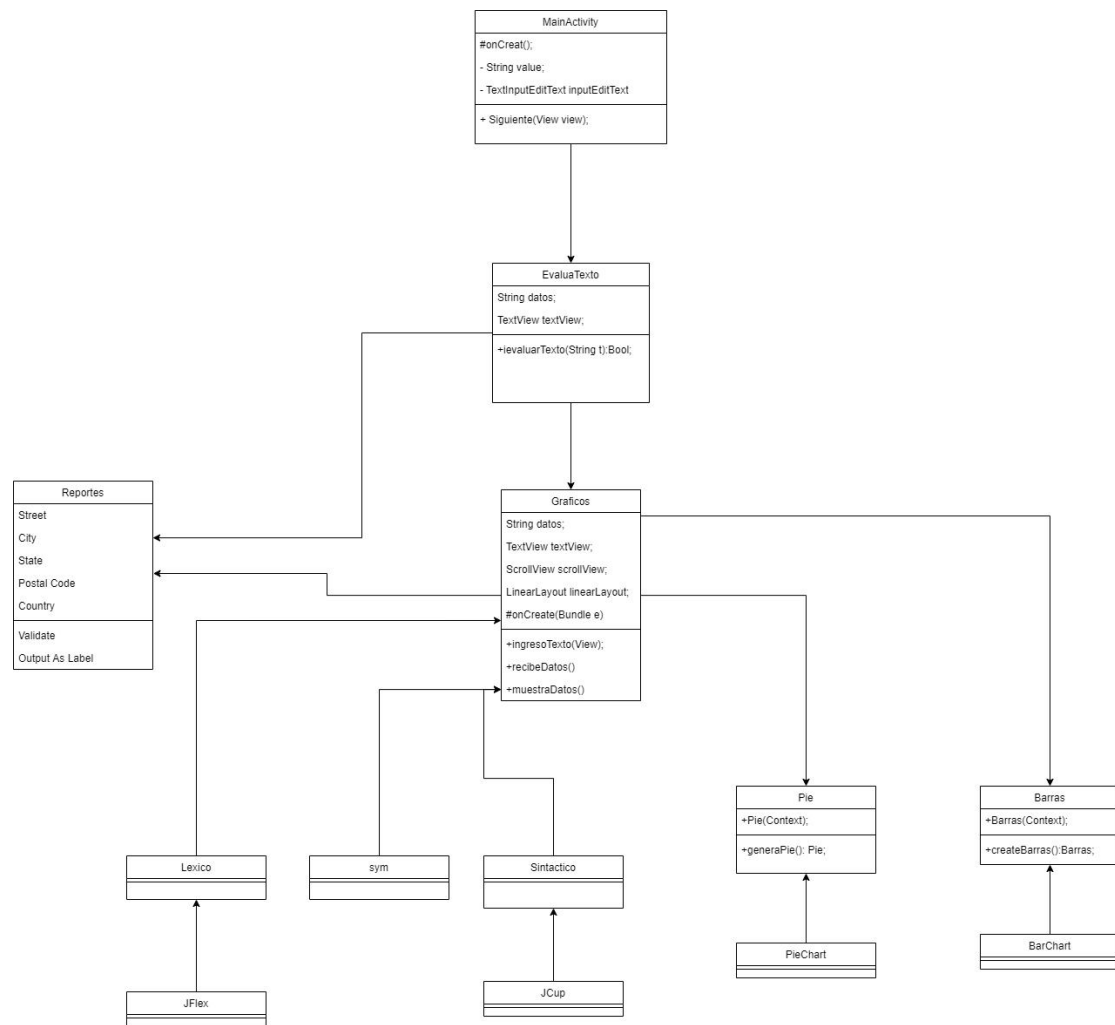 MainActivity
#onCreat();
- String value;
- TextInputEditText inputEditText
+ Siguiente(View view);
EvaluaTexto
String datos;
TextView textView;
+ievaluarTexto(String t):Bool;
Reportes
Street
City
State
Postal Code
Country
Validate
Output As Label
Graficos
String datos;
TextView textView;
ScrollView scrollView;
LinearLayout linearLayout;
#onCreate(Bundle e)
+ingresoTexto(View);
+recibeDatos()
+muestraDatos()
Pie
+Pie(Context);
+generaPie(): Pie;
Barras
+Barras(Context);
+createBarras():Barras;
Lexico
sym
Sintactico
PieChart
BarChart
JFlex
JCup